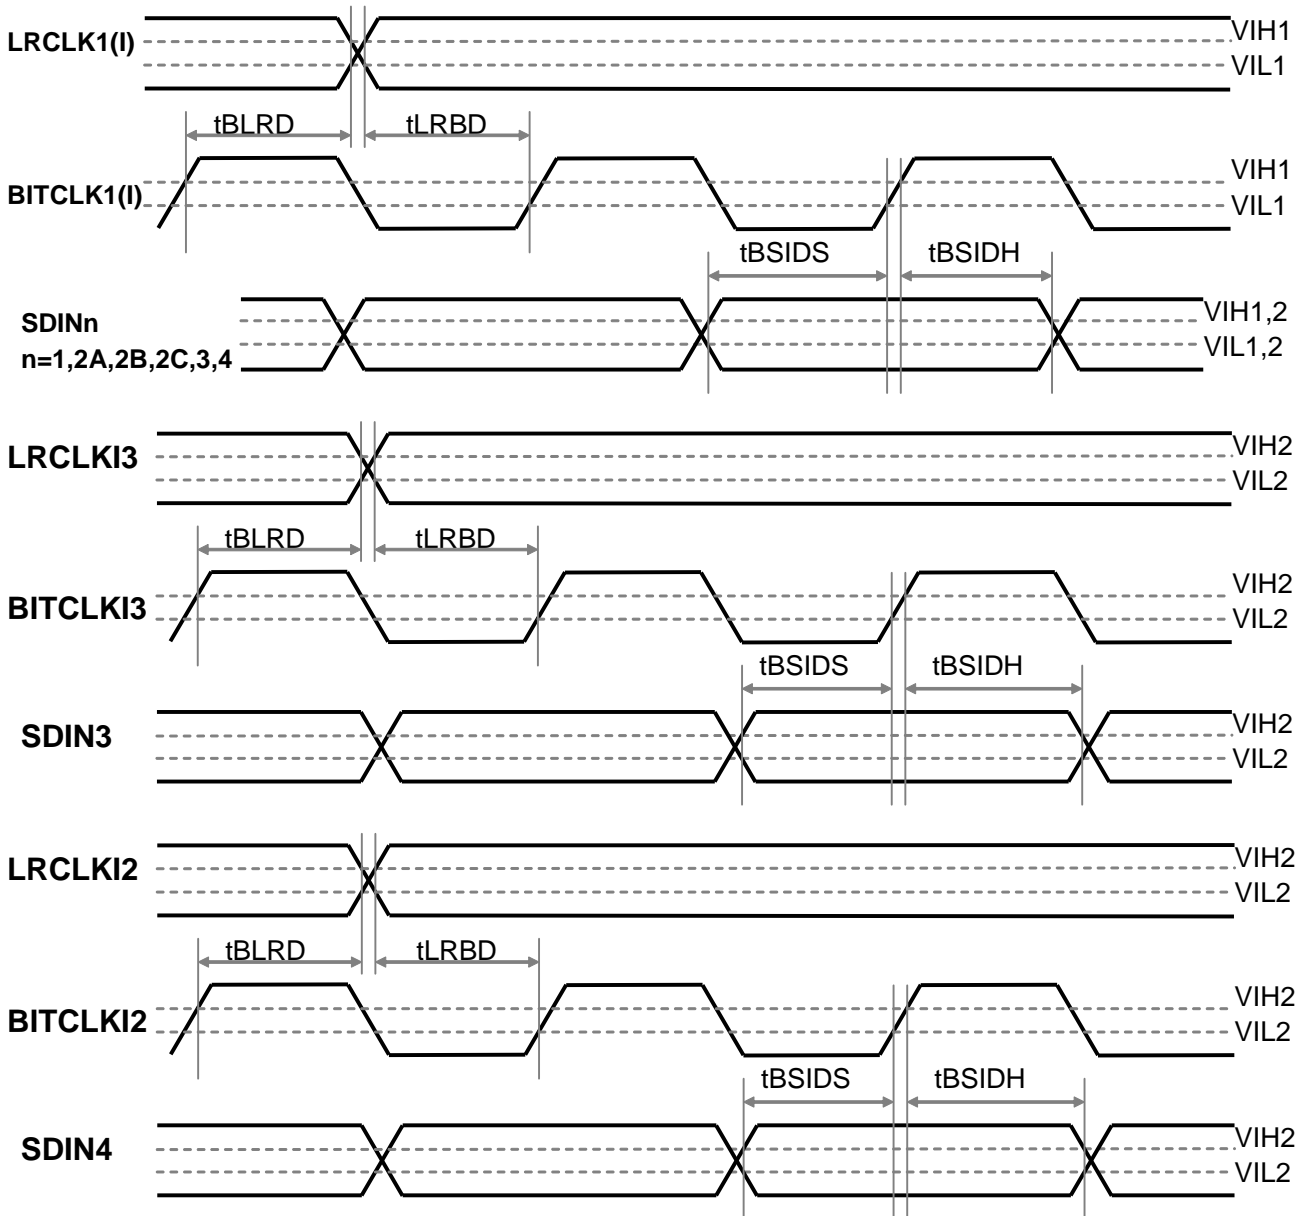 LRCLK1(I)
VIH1
VIL1
tBLRD
tLRBD
BITCLK1(I)
VIH1
VIL1
tBSIDS
tBSIDH
SDINn
n=1,2A,2B,2C,3,4
VIH1,2
VIL1,2
LRCLKI3
VIH2
VIL2
tBLRD
tLRBD
BITCLKI3
VIH2
VIL2
tBSIDS
tBSIDH
SDIN3
VIH2
VIL2
LRCLKI2
VIH2
VIL2
tBLRD
tLRBD
BITCLKI2
VIH2
VIL2
tBSIDS
tBSIDH
SDIN4
VIH2
VIL2